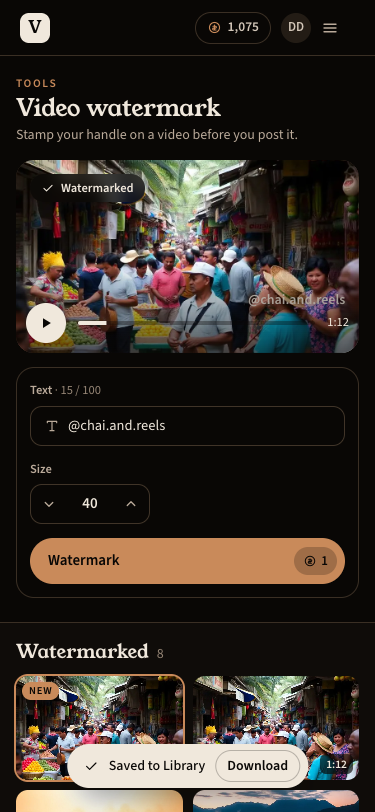 V
1,075
DD
TOOLS
Video watermark
Stamp your handle on a video before you post it.
Watermarked
@chai.and.reels
1:12
Text · 15 / 100
@chai.and.reels
Size
40
Watermark
1
Watermarked 8
NEW
Saved to Library
Download
1:12